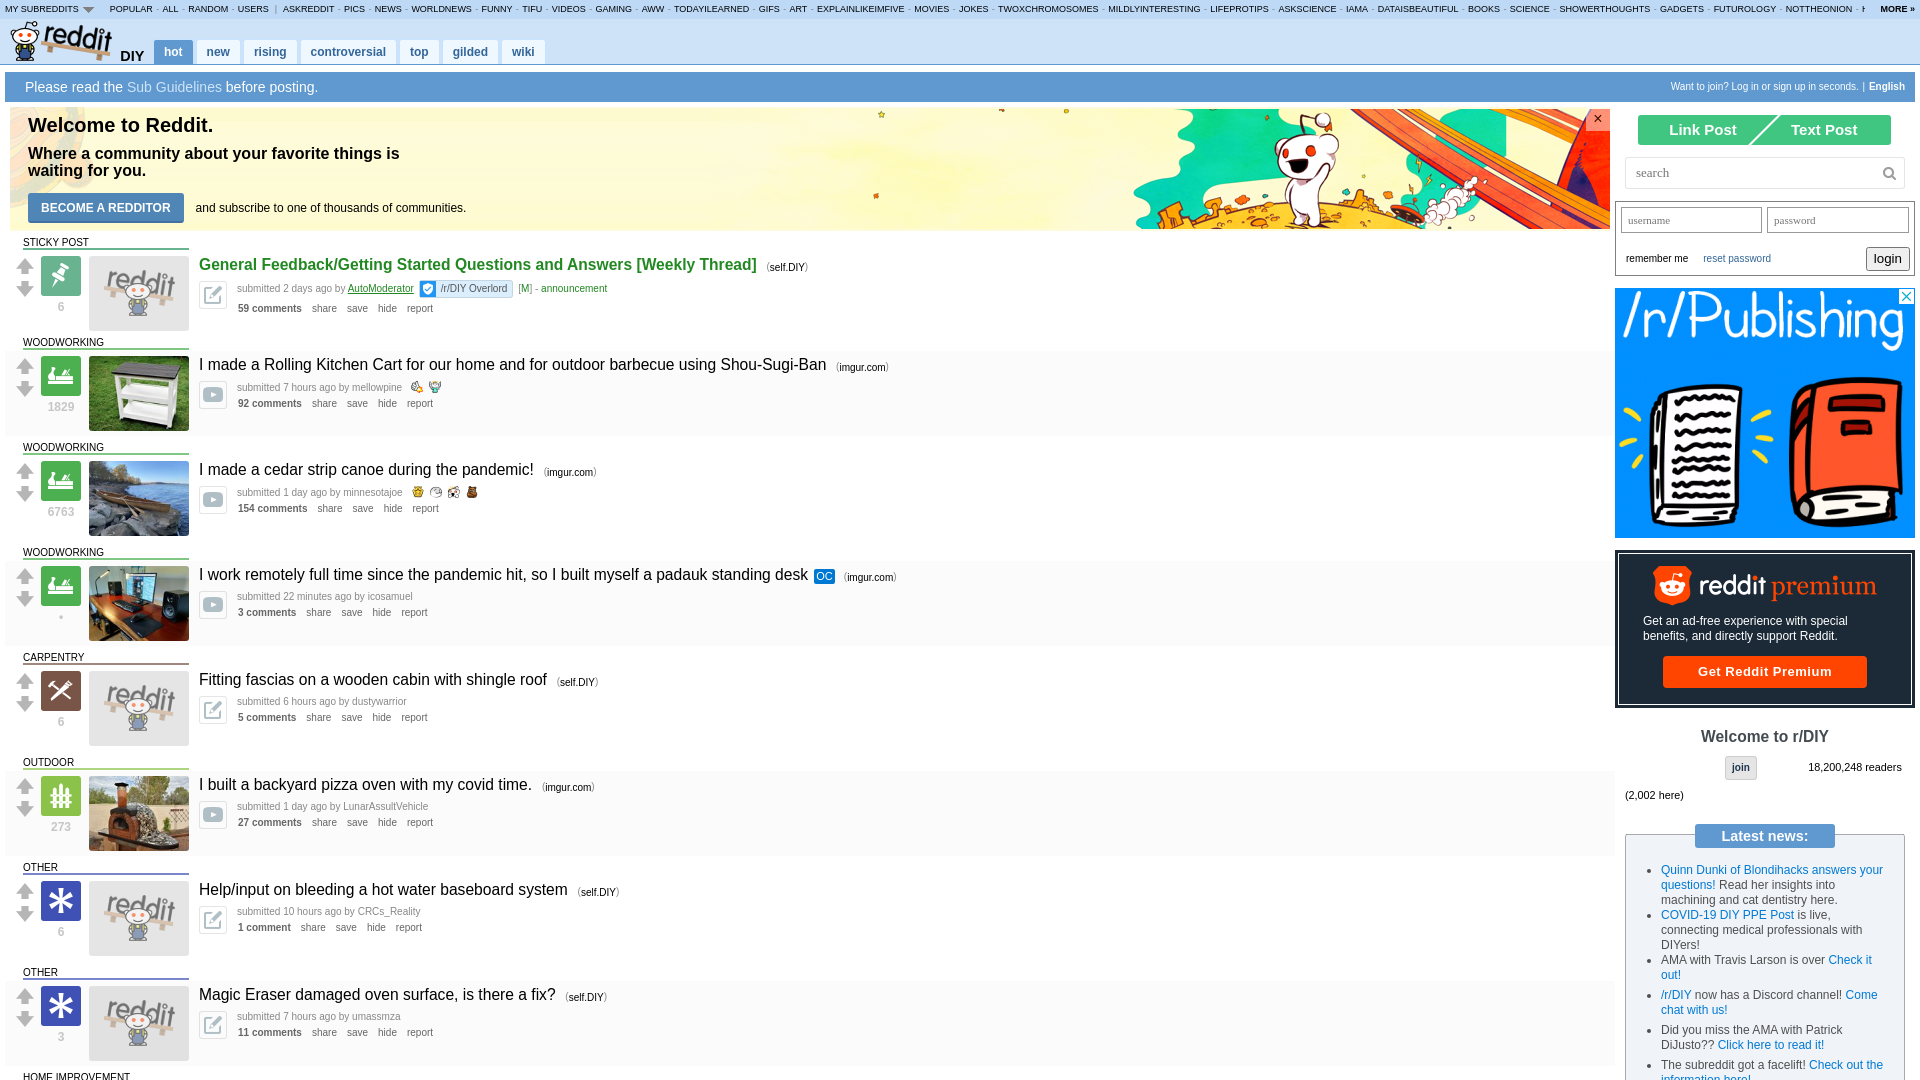 MY SUBREDDITS POPULAR - ALL - RANDOM - USERS | ASKREDDIT - PICS - NEWS - WORLDNEWS - FUNNY - TIFU - VIDEOS - GAMING - AWW - TODAYILEARNED - GIFS - ART - EXPLAINLIKEIMFIVE - MOVIES - JOKES - TWOXCHROMOSOMES - MILDLYINTERESTING - LIFEPROTIPS - ASKSCIENCE - IAMA - DATAISBEAUTIFUL - BOOKS - SCIENCE - SHOWERTHOUGHTS - GADGETS - FUTUROLOGY - NOTTHEONION - MORE »
reddit DIY hot new rising controversial top gilded wiki
Please read the Sub Guidelines before posting.
Want to join? Log in or sign up in seconds. | English
Welcome to Reddit.
Where a community about your favorite things is
waiting for you.
BECOME A REDDITOR and subscribe to one of thousands of communities.
×
STICKY POST
6
reddit
General Feedback/Getting Started Questions and Answers [Weekly Thread] (self.DIY)
submitted 2 days ago by AutoModerator /r/DIY Overlord [M] - announcement
59 comments share save hide report
WOODWORKING
1829
I made a Rolling Kitchen Cart for our home and for outdoor barbecue using Shou-Sugi-Ban (imgur.com)
submitted 7 hours ago by mellowpine
92 comments share save hide report
WOODWORKING
6763
I made a cedar strip canoe during the pandemic! (imgur.com)
submitted 1 day ago by minnesotajoe
154 comments share save hide report
WOODWORKING
•
I work remotely full time since the pandemic hit, so I built myself a padauk standing desk OC (imgur.com)
submitted 22 minutes ago by icosamuel
3 comments share save hide report
CARPENTRY
6
reddit
Fitting fascias on a wooden cabin with shingle roof (self.DIY)
submitted 6 hours ago by dustywarrior
5 comments share save hide report
OUTDOOR
273
I built a backyard pizza oven with my covid time. (imgur.com)
submitted 1 day ago by LunarAssultVehicle
27 comments share save hide report
OTHER
6
reddit
Help/input on bleeding a hot water baseboard system (self.DIY)
submitted 10 hours ago by CRCs_Reality
1 comment share save hide report
OTHER
3
reddit
Magic Eraser damaged oven surface, is there a fix? (self.DIY)
submitted 7 hours ago by umassmza
11 comments share save hide report
HOME IMPROVEMENT
Link Post Text Post
search
username password
remember me reset password login
/r/Publishing
reddit premium
Get an ad-free experience with special
benefits, and directly support Reddit.
Get Reddit Premium
Welcome to r/DIY
join 18,200,248 readers
(2,002 here)
Latest news:
• Quinn Dunki of Blondihacks answers your
questions! Read her insights into
machining and cat dentistry here.
• COVID-19 DIY PPE Post is live,
connecting medical professionals with
DIYers!
• AMA with Travis Larson is over Check it
out!
• /r/DIY now has a Discord channel! Come
chat with us!
• Did you miss the AMA with Patrick
DiJusto?? Click here to read it!
• The subreddit got a facelift! Check out the
information here!